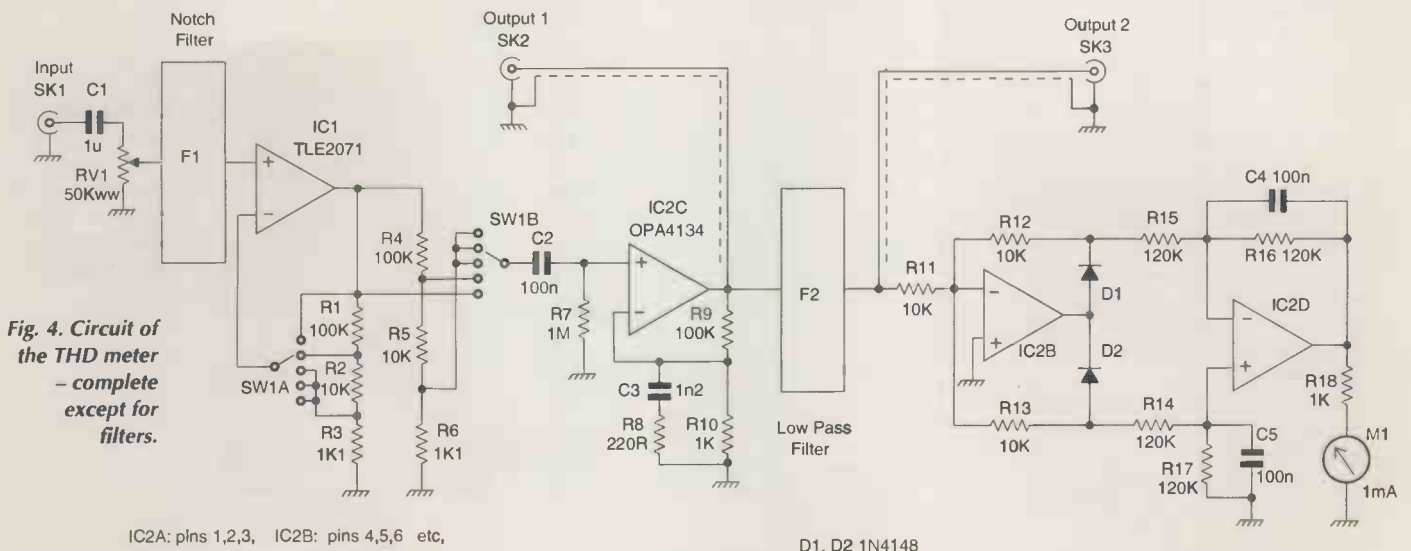 Notch
Filter
Input
SK1
C1
1u
RV1
50Kww
F1
IC1
TLE2071
+
−
Output 1
SK2
Output 2
SK3
SW1B
C2
100n
R4
100K
R1
100K
R5
10K
R2
10K
SW1A
R3
1K1
R6
1K1
R7
1M
IC2C
OPA4134
+
−
R9
100K
C3
1n2
R8
220R
R10
1K
F2
Low Pass
Filter
R11
10K
R12
10K
−
+
IC2B
D1
D2
R13
10K
R15
120K
R14
120K
C4 100n
R16 120K
−
+
IC2D
R17
120K
C5
100n
R18
1K
M1
1mA
Fig. 4. Circuit of
the THD meter
– complete
except for
filters.
IC2A: pins 1,2,3, IC2B: pins 4,5,6 etc,
D1, D2 1N4148